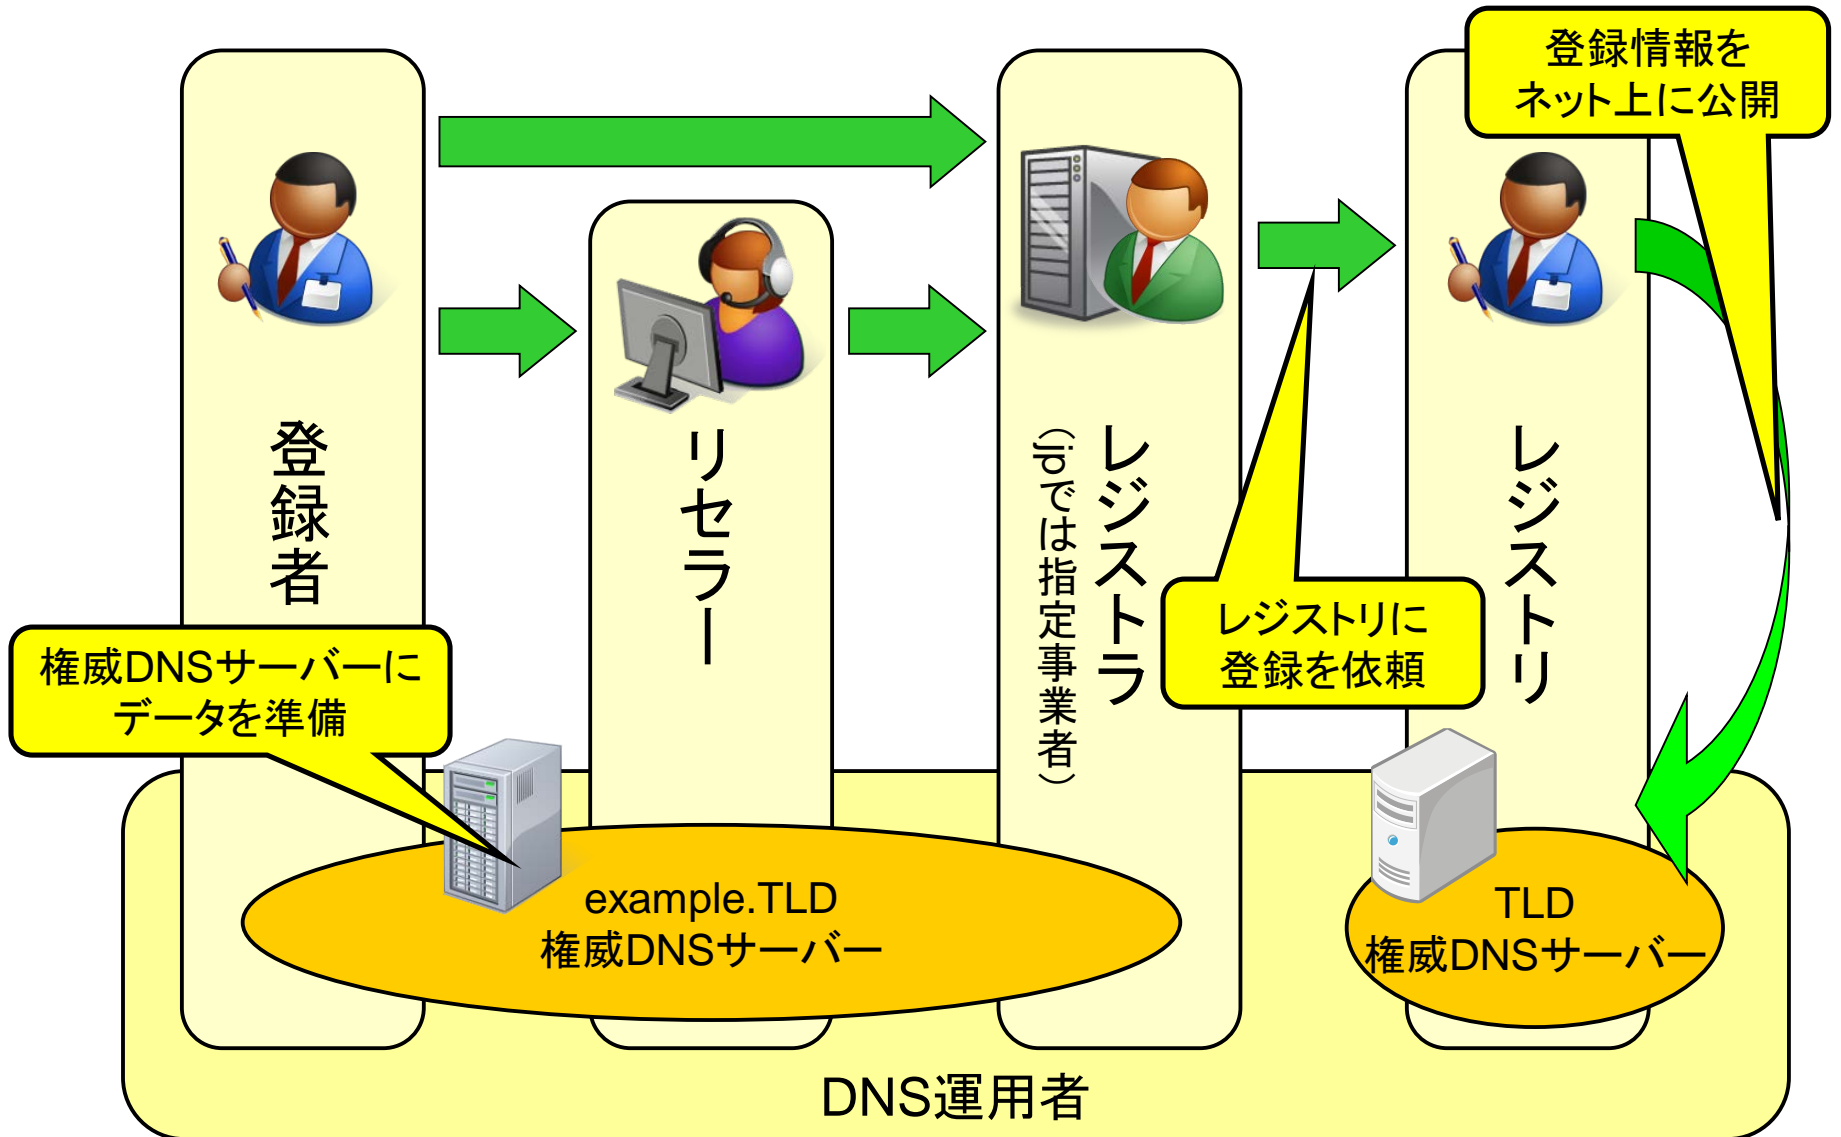 登録情報を
ネット上に公開
登録者
リセラー
レジストラ
（jpでは指定事業者）
レジストリ
レジストリに
登録を依頼
権威DNSサーバーに
データを準備
example.TLD
権威DNSサーバー
TLD
権威DNSサーバー
DNS運用者